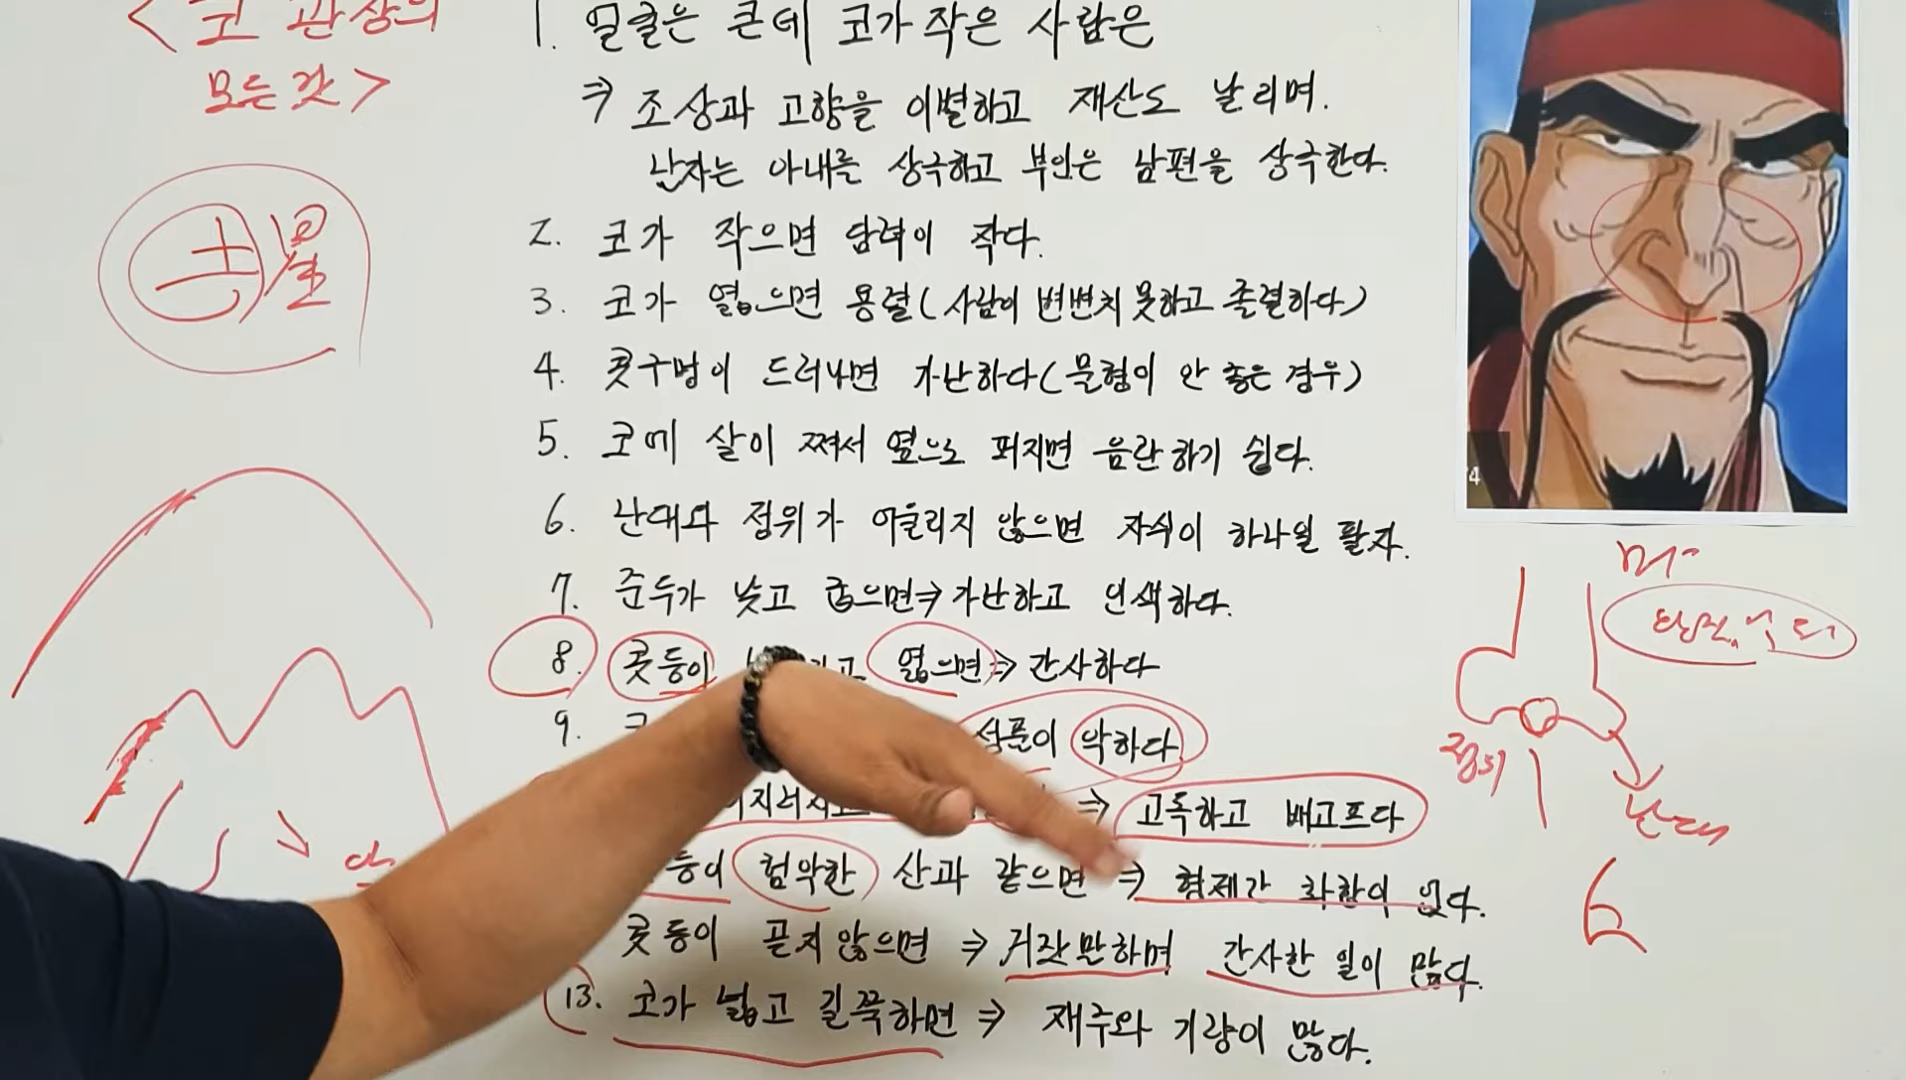 <코 관상의
모든 것>
土
1. 얼굴은 큰데 코가 작은 사람은
⇒ 조상과 고향을 이별하고 재산도 날리며.
남자는 아내를 상극하고 부인은 남편을 상극한다.
2. 코가 작으면 담력이 작다.
3. 코가 엷으면 용렬(사람이 변변치 못하고 졸렬하다)
4. 콧구멍이 드러나면 가난하다(문형이 안 좋은 경우)
5. 코에 살이 쪄서 옆으로 퍼지면 음란하기 쉽다.
6. 난대와 정위가 어울리지 않으면 자식이 하나일 팔자.
7. 준두가 낮고 굽으면⇒가난하고 인색하다.
8. 콧등이 고 엷으면⇒ 간사하다
9. 성품이 악하다
⇒ 고독하고 배고프다
등이 험악한 산과 같으면 ⇒ 형제간 화합이 없다.
콧등이 곧지 않으면 ⇒ 거짓말하며 간사한 일이 많다.
13. 코가 넓고 길쭉하면 ⇒ 재주와 기량이 많다.
4
정위
난대